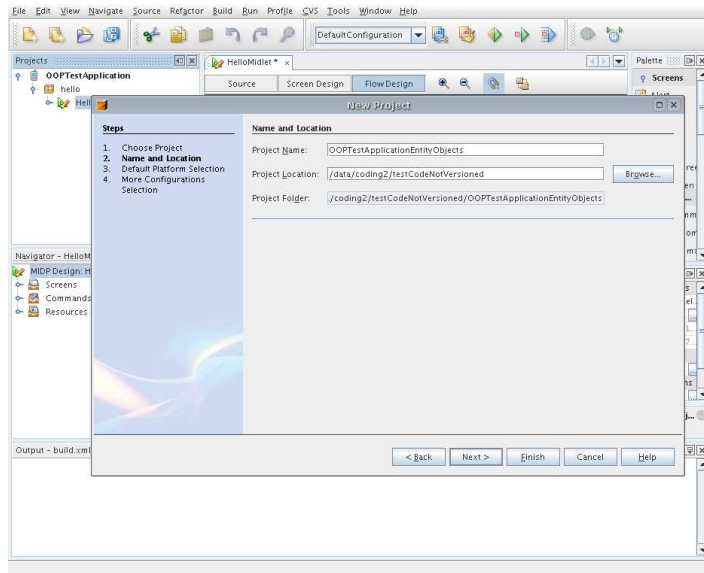 File Edit View Navigate Source Refactor Build Run Profile CVS Tools Window Help
DefaultConfiguration
Projects
OOPTestApplication
hello
Hell
HelloMidlet *
Source Screen Design Flow Design
Palette
Screens
New Project
Steps
1. Choose Project
2. Name and Location
3. Default Platform Selection
4. More Configurations
Selection
Name and Location
Project Name: OOPTestApplicationEntityObjects
Project Location: /data/coding2/testCodeNotVersioned Browse...
Project Folder: /coding2/testCodeNotVersioned/OOPTestApplicationEntityObjects
Navigator - HelloM
MIDP Design: H
Screens
Commands
Resources
< Back Next > Finish Cancel Help
Output - build.xml